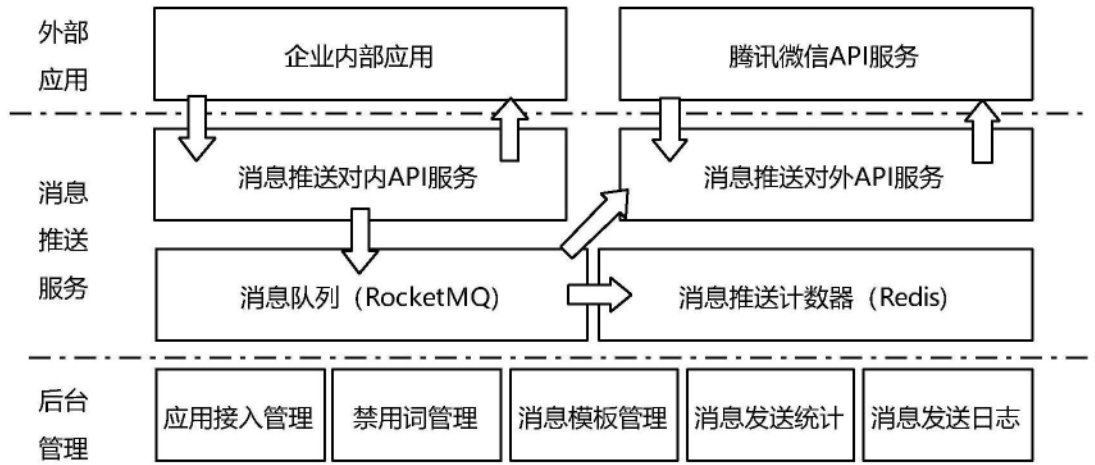 外部
应用
企业内部应用
腾讯微信API服务
消息
推送
服务
消息推送对内API服务
消息推送对外API服务
消息队列（RocketMQ)
消息推送计数器（Redis)
后台
管理
应用接入管理
禁用词管理
消息模板管理
消息发送统计
消息发送日志